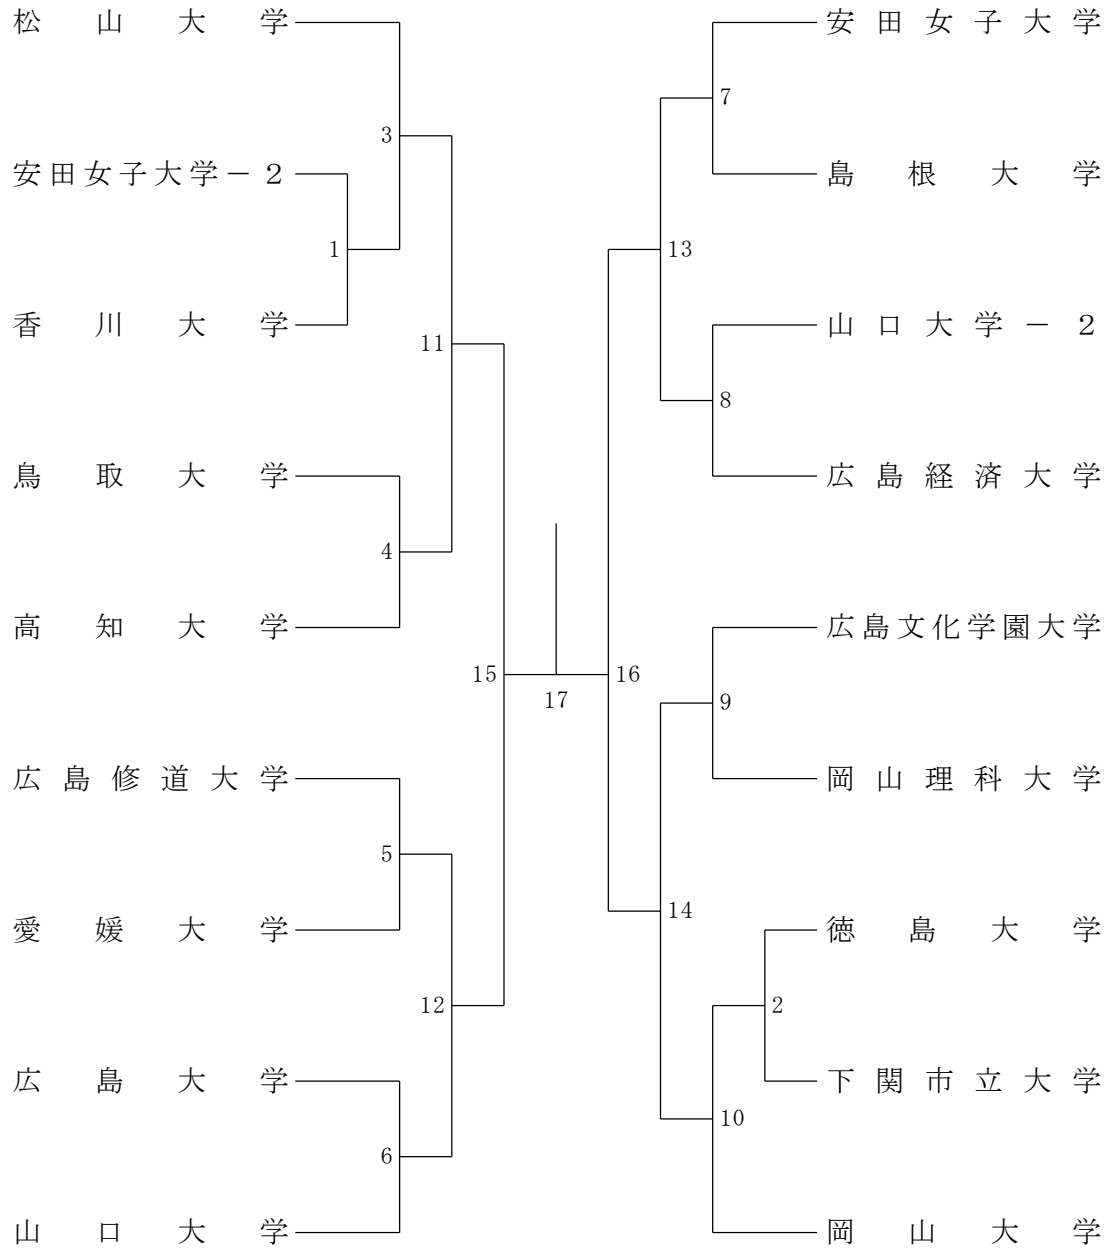 松山大学
安田女子大学－2
香川大学
鳥取大学
高知大学
広島修道大学
愛媛大学
広島大学
山口大学
3
1
11
4
15
5
12
6
17
安田女子大学
島根大学
山口大学－2
広島経済大学
広島文化学園大学
岡山理科大学
徳島大学
下関市立大学
岡山大学
7
13
8
16
9
14
2
10